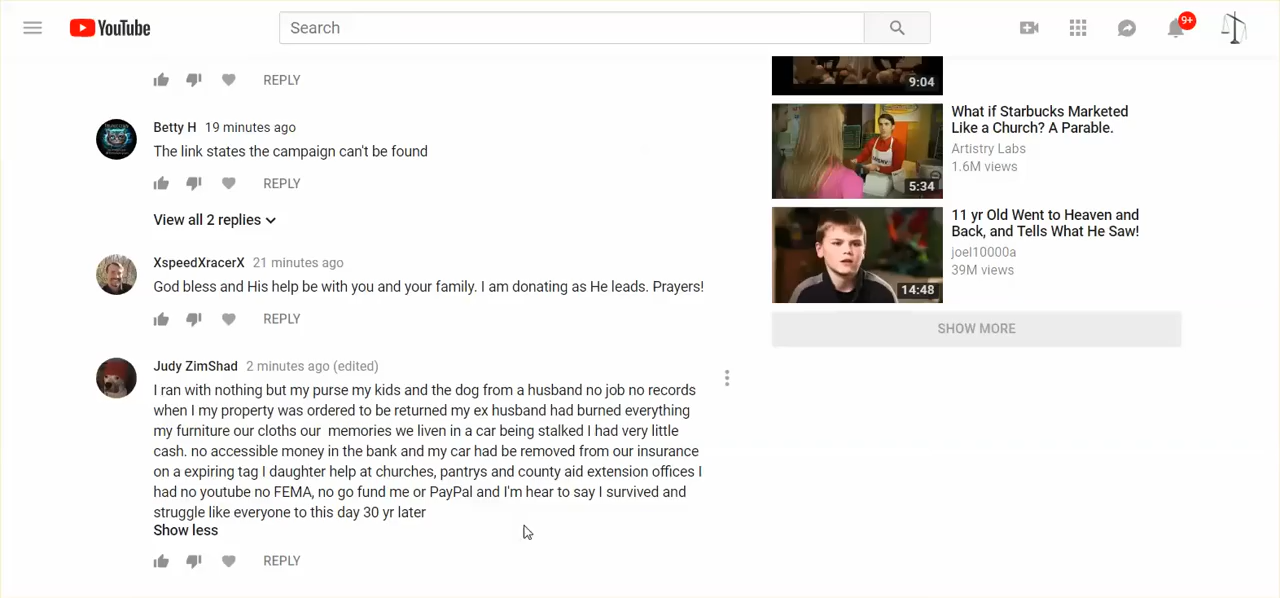 YouTube
Search
9+
REPLY
Betty H 19 minutes ago
The link states the campaign can't be found
REPLY
View all 2 replies
XspeedXracerX 21 minutes ago
God bless and His help be with you and your family. I am donating as He leads. Prayers!
REPLY
Judy ZimShad 2 minutes ago (edited)
I ran with nothing but my purse my kids and the dog from a husband no job no records
when I my property was ordered to be returned my ex husband had burned everything
my furniture our cloths our memories we liven in a car being stalked I had very little
cash. no accessible money in the bank and my car had be removed from our insurance
on a expiring tag I daughter help at churches, pantrys and county aid extension offices I
had no youtube no FEMA, no go fund me or PayPal and I'm hear to say I survived and
struggle like everyone to this day 30 yr later
Show less
REPLY
9:04
What if Starbucks Marketed
Like a Church? A Parable.
Artistry Labs
1.6M views
5:34
11 yr Old Went to Heaven and
Back, and Tells What He Saw!
joel10000a
39M views
14:48
SHOW MORE